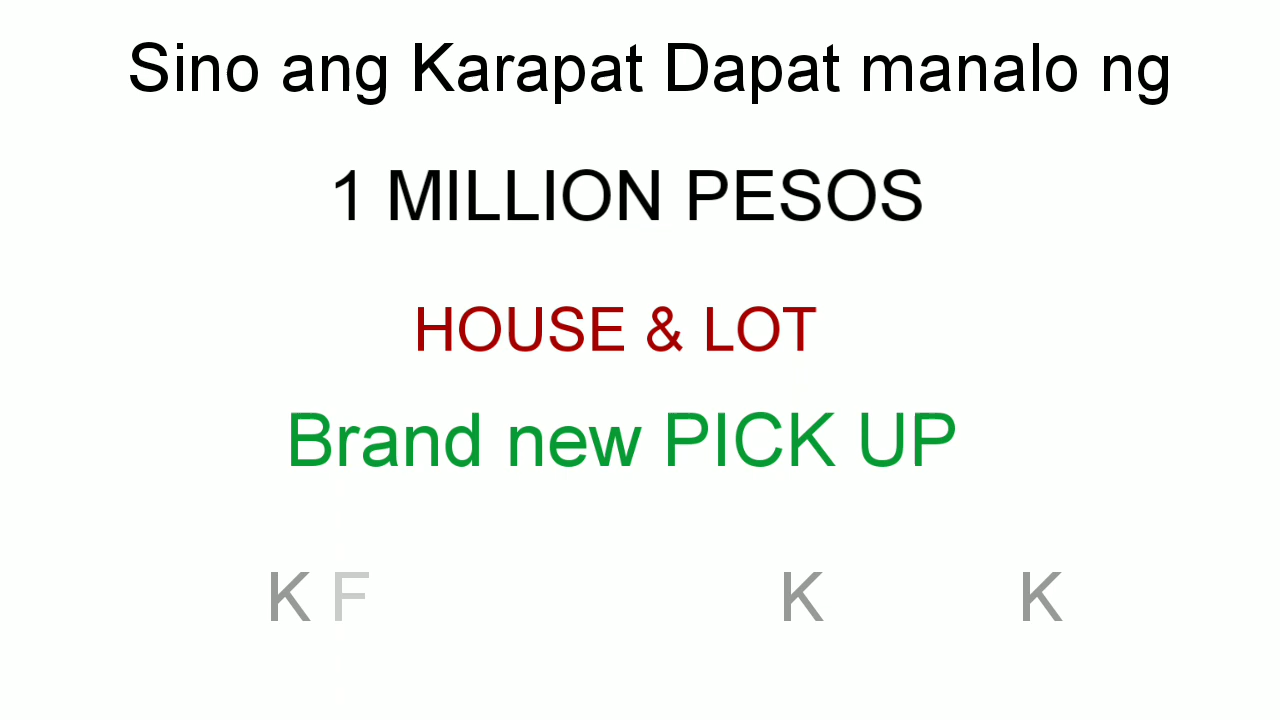 Sino ang Karapat Dapat manalo ng
1 MILLION PESOS
HOUSE & LOT
Brand new PICK UP
K F K K